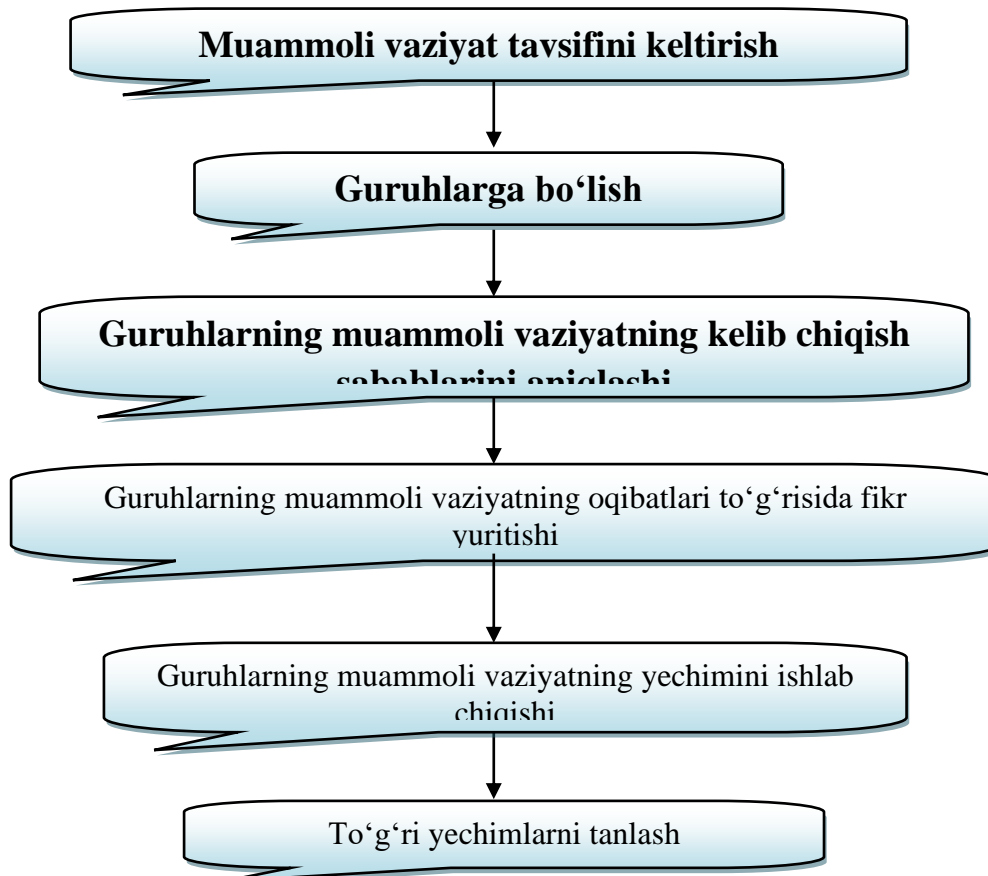 Muammoli vaziyat tavsifini keltirish
Guruhlarga bo‘lish
Guruhlarning muammoli vaziyatning kelib chiqish
sabablarini aniqlashi
Guruhlarning muammoli vaziyatning oqibatlari to‘g‘risida fikr
yuritishi
Guruhlarning muammoli vaziyatning yechimini ishlab
chiqishi
To‘g‘ri yechimlarni tanlash